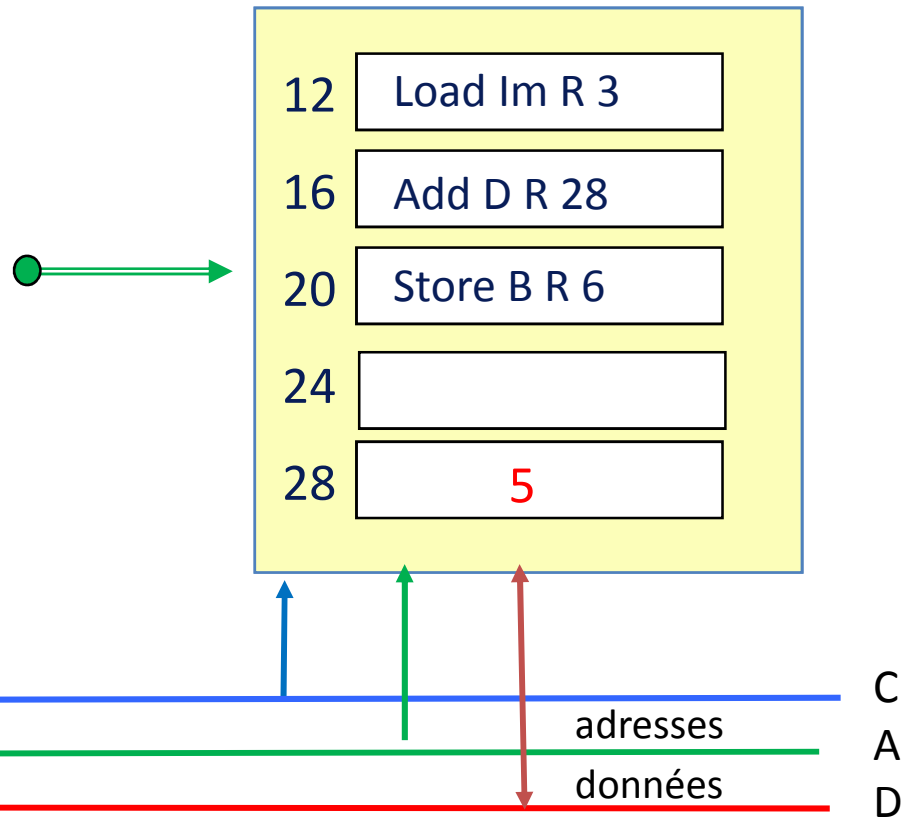 12 Load Im R 3
16 Add D R 28
20 Store B R 6
24
28 5
C
adresses
A
données
D